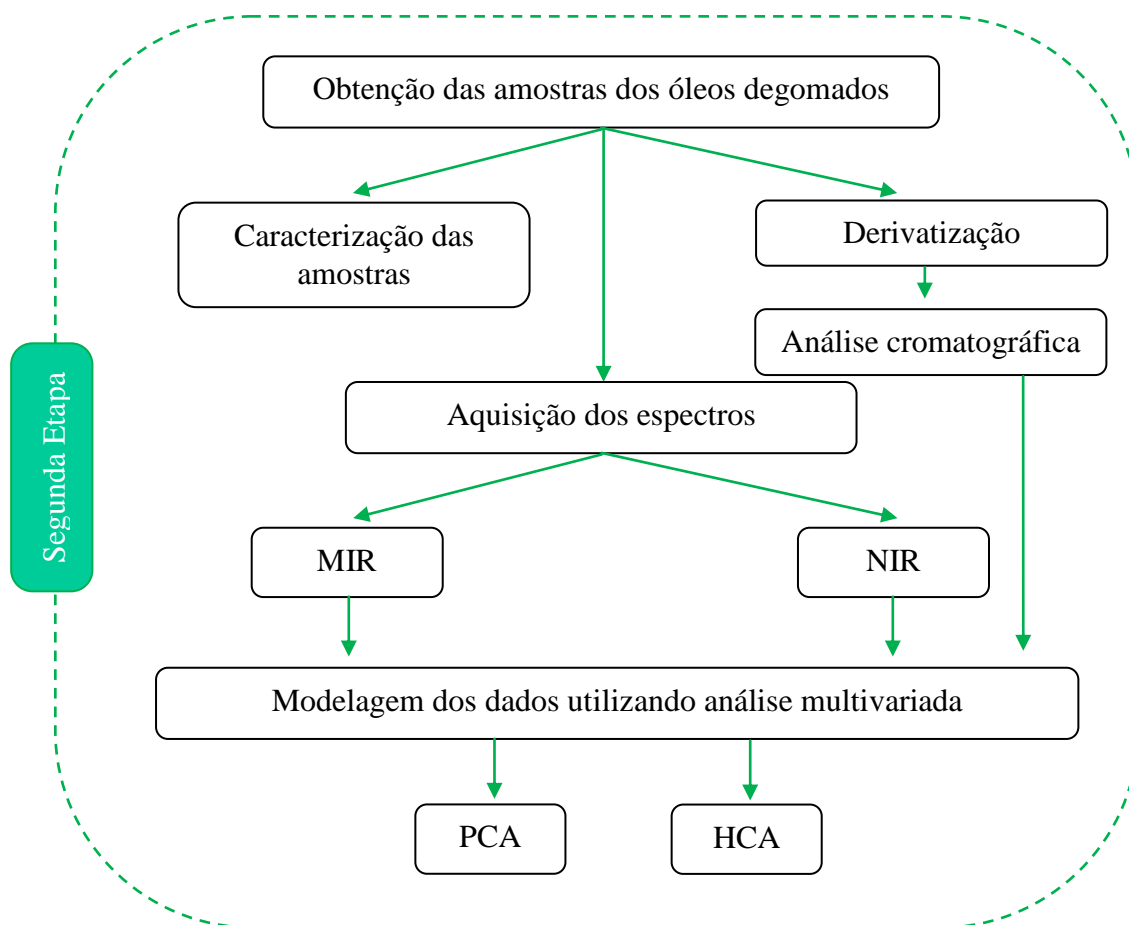 Obtenção das amostras dos óleos degomados
Caracterização das
amostras
Derivatização
Análise cromatográfica
Aquisição dos espectros
Segunda Etapa
MIR
NIR
Modelagem dos dados utilizando análise multivariada
PCA
HCA